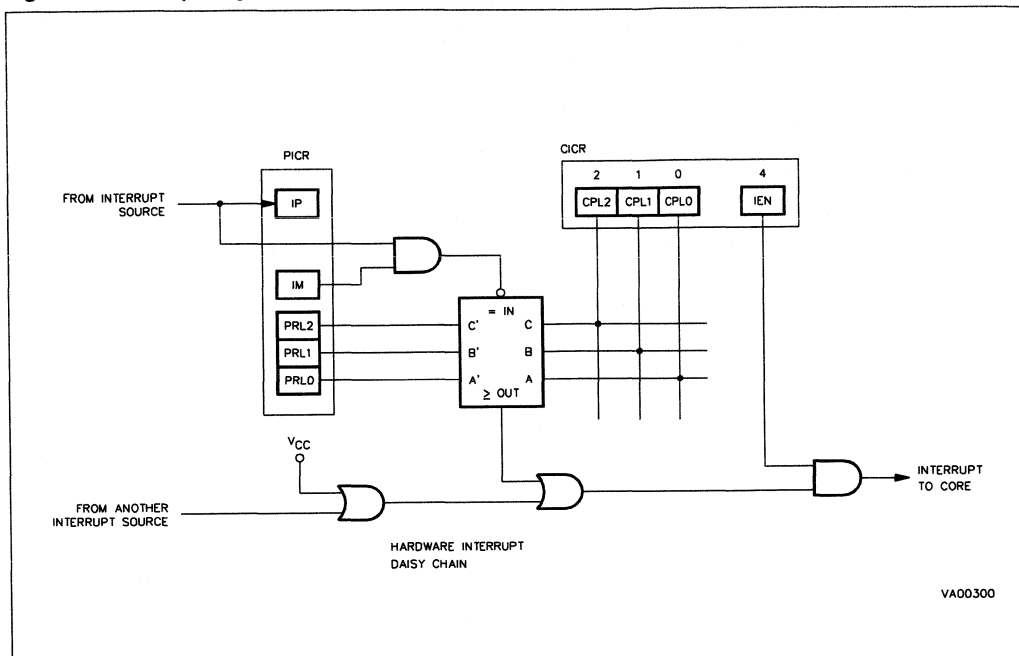 PICR
CICR
2 1 0 4
FROM INTERRUPT
SOURCE
IP
CPL2 CPL1 CPL0 IEN
IM
= IN
PRL2 C' C
PRL1 B' B
PRL0 A' A
≥ OUT
VCC
INTERRUPT
TO CORE
FROM ANOTHER
INTERRUPT SOURCE
HARDWARE INTERRUPT
DAISY CHAIN
VA00300